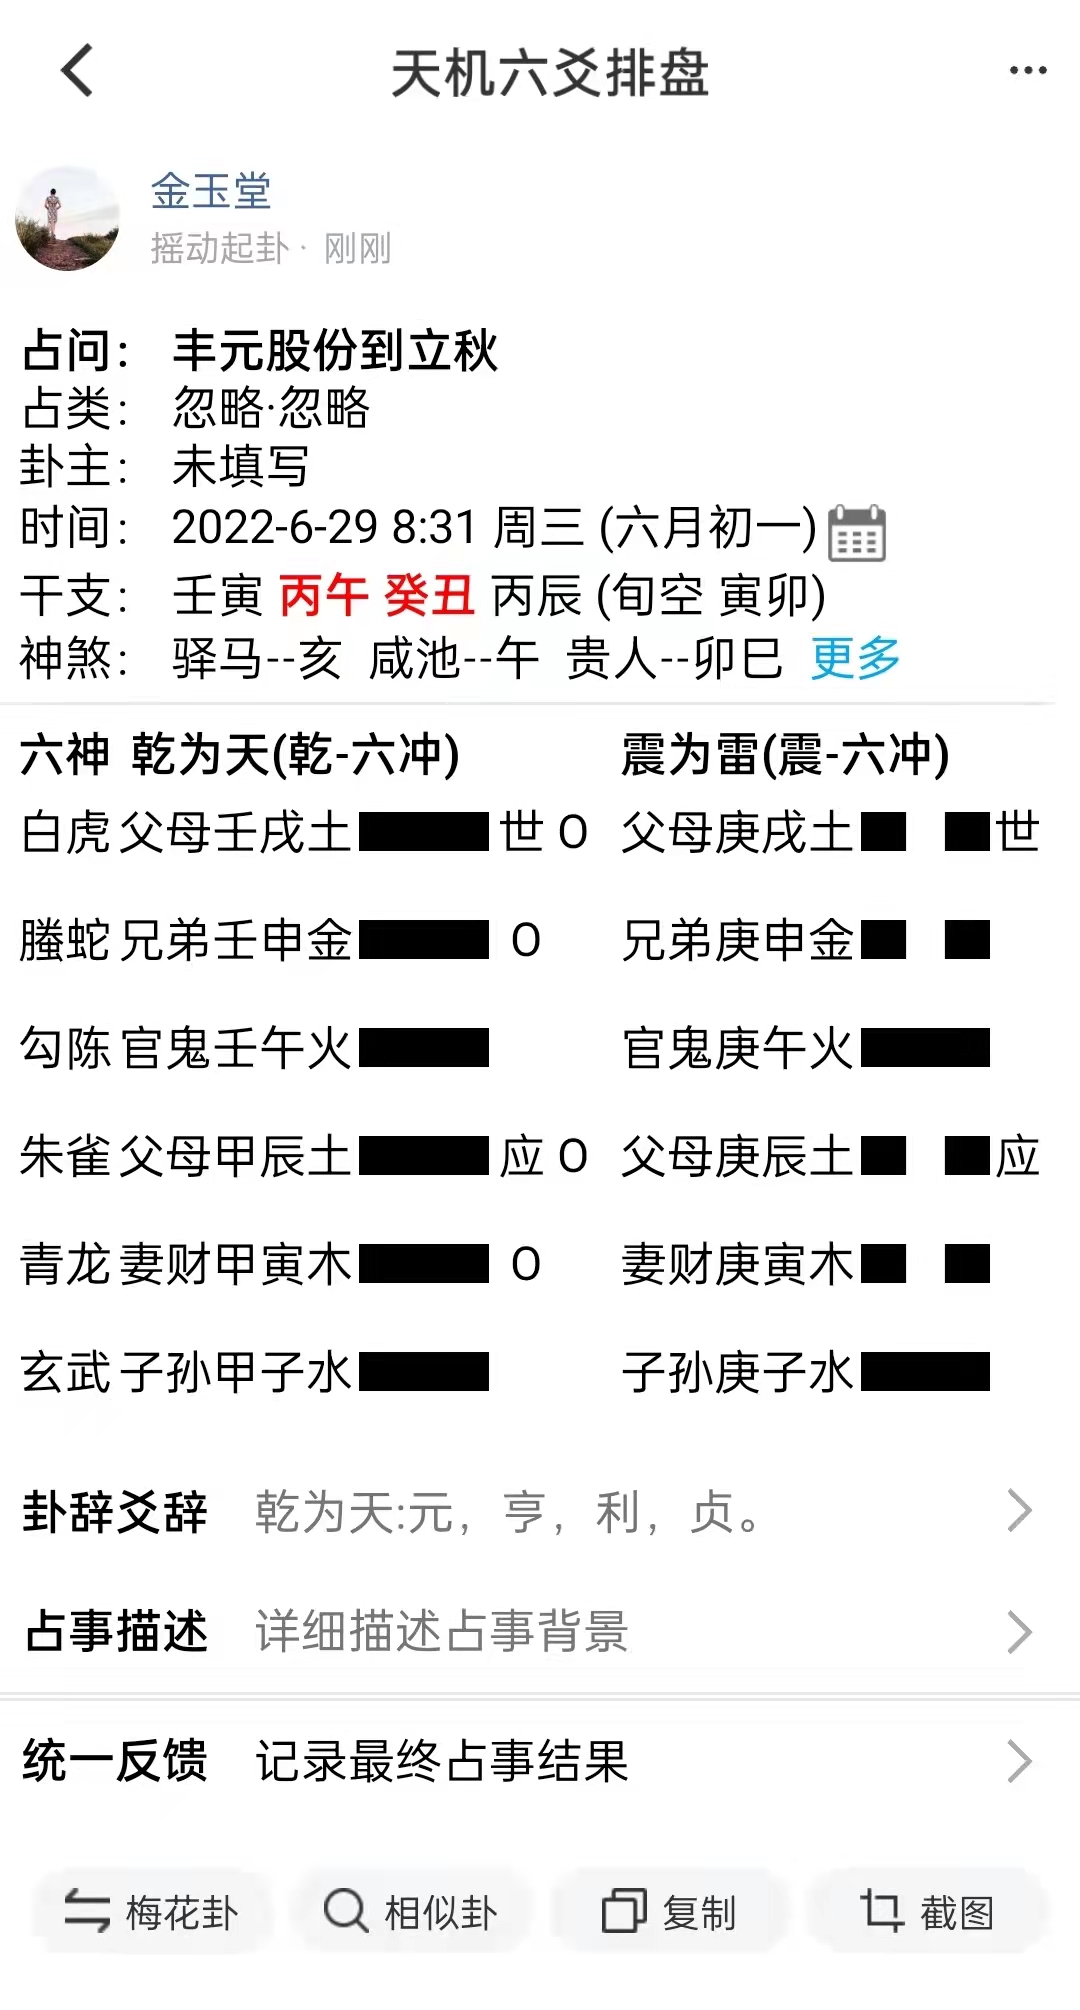 天机六爻排盘
金玉堂
摇动起卦· 刚刚
占问： 丰元股份到立秋
占类： 忽略·忽略
卦主： 未填写
时间： 2022-6-29 8:31 周三 (六月初一)
干支： 壬寅 丙午 癸丑 丙辰 (旬空 寅卯)
神煞： 驿马--亥 咸池--午 贵人--卯巳 更多
六神 乾为天(乾-六冲) 震为雷(震-六冲)
白虎 父母壬戌土 世 O 父母庚戌土 世
螣蛇 兄弟壬申金 O 兄弟庚申金
勾陈 官鬼壬午火 官鬼庚午火
朱雀 父母甲辰土 应 O 父母庚辰土 应
青龙 妻财甲寅木 O 妻财庚寅木
玄武 子孙甲子水 子孙庚子水
卦辞爻辞 乾为天:元，亨，利，贞。
占事描述 详细描述占事背景
统一反馈 记录最终占事结果
梅花卦 相似卦 复制 截图